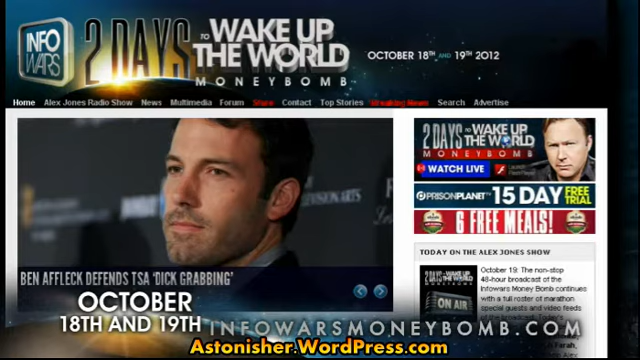 INFO
WARS
2 DAYS TO WAKE UP
THE WORLD
MONEYBOMB
OCTOBER 18TH AND 19TH 2012
Home Alex Jones Radio Show News Multimedia Forum Store Contact Top Stories Breaking News Search Advertise
2 DAYS TO WAKE UP
THE WORLD
MONEYBOMB
WATCH LIVE
PRISONPLANET 15 DAY FREE
TRIAL
6 FREE MEALS!
BEN AFFLECK DEFENDS TSA 'DICK GRABBING'
TODAY ON THE ALEX JONES SHOW
ON AIR
October 19: The non-stop
48-hour broadcast of the
Infowars Money Bomb continues
with a full roster of marathon
special guests and video feeds
OCTOBER
18TH AND 19TH
INFOWARSMONEYBOMB.COM
Astonisher.WordPress.com